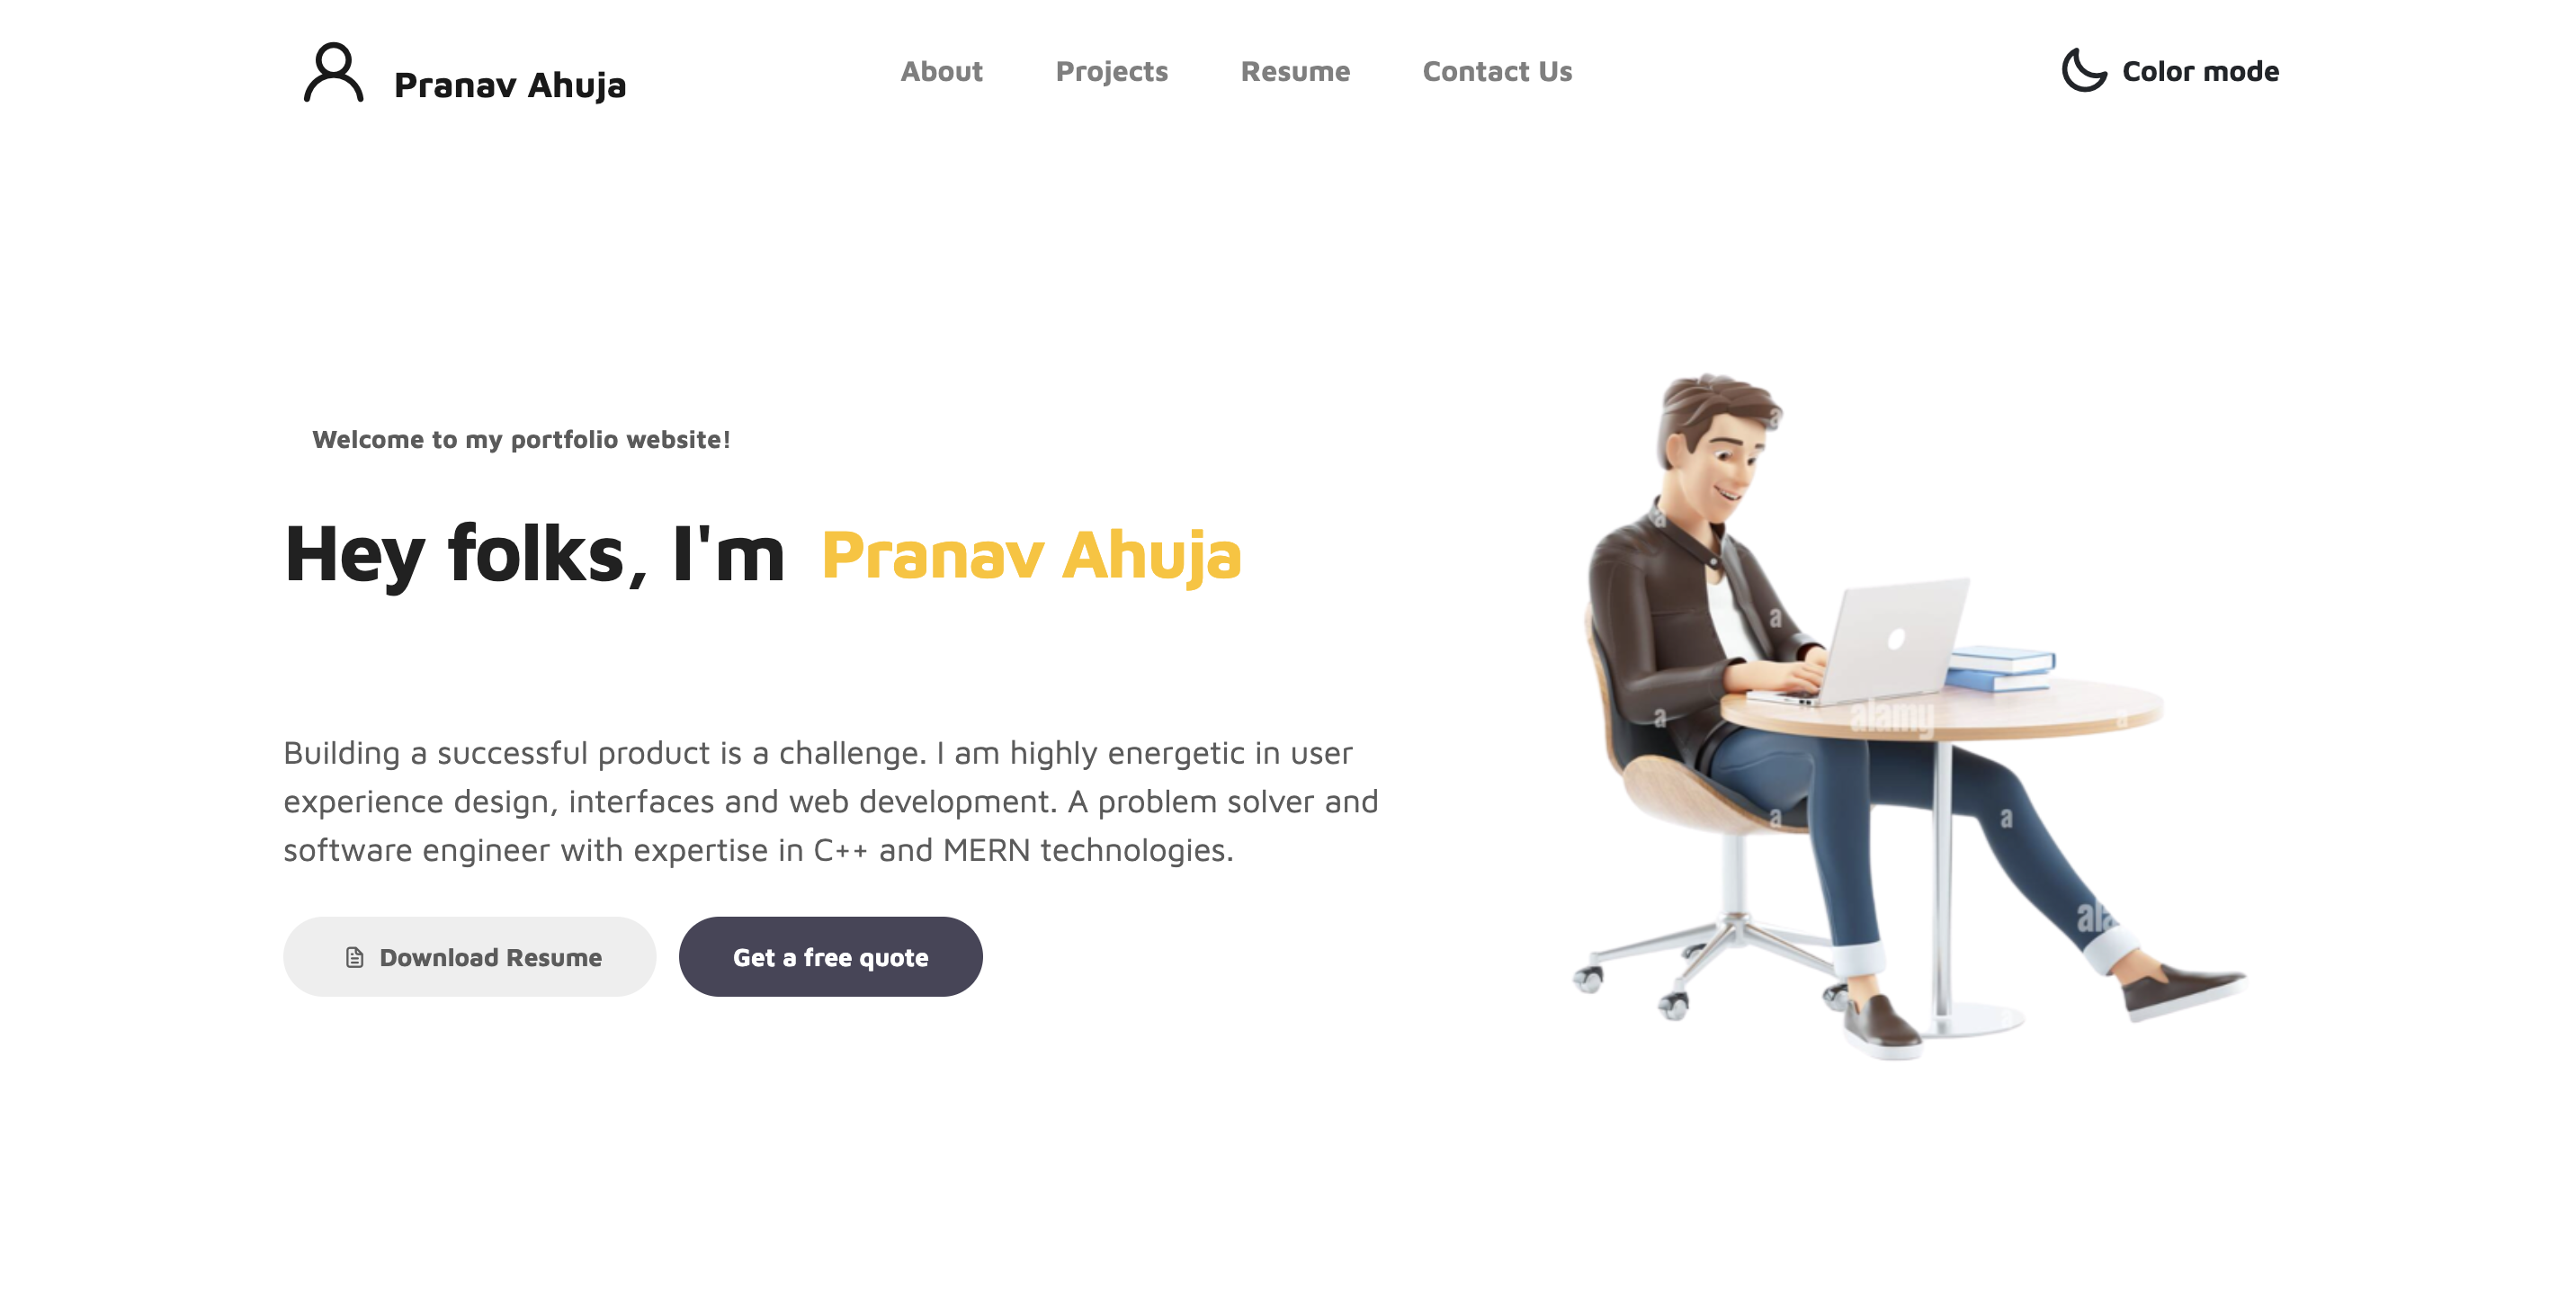 Pranav Ahuja
About Projects Resume Contact Us
Color mode
Welcome to my portfolio website!
Hey folks, I'm Pranav Ahuja
Building a successful product is a challenge. I am highly energetic in user
experience design, interfaces and web development. A problem solver and
software engineer with expertise in C++ and MERN technologies.
Download Resume
Get a free quote
a
a
a
a
alamy
a
a
a
ala